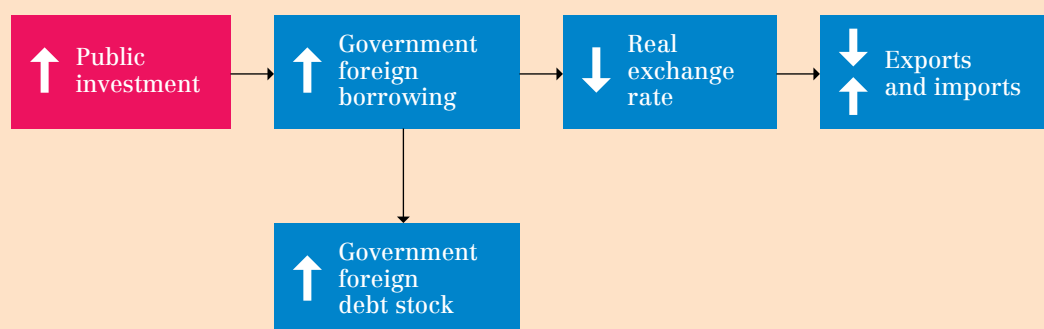 Public
investment
Government
foreign
borrowing
Real
exchange
rate
Exports
and imports
Government
foreign
debt stock